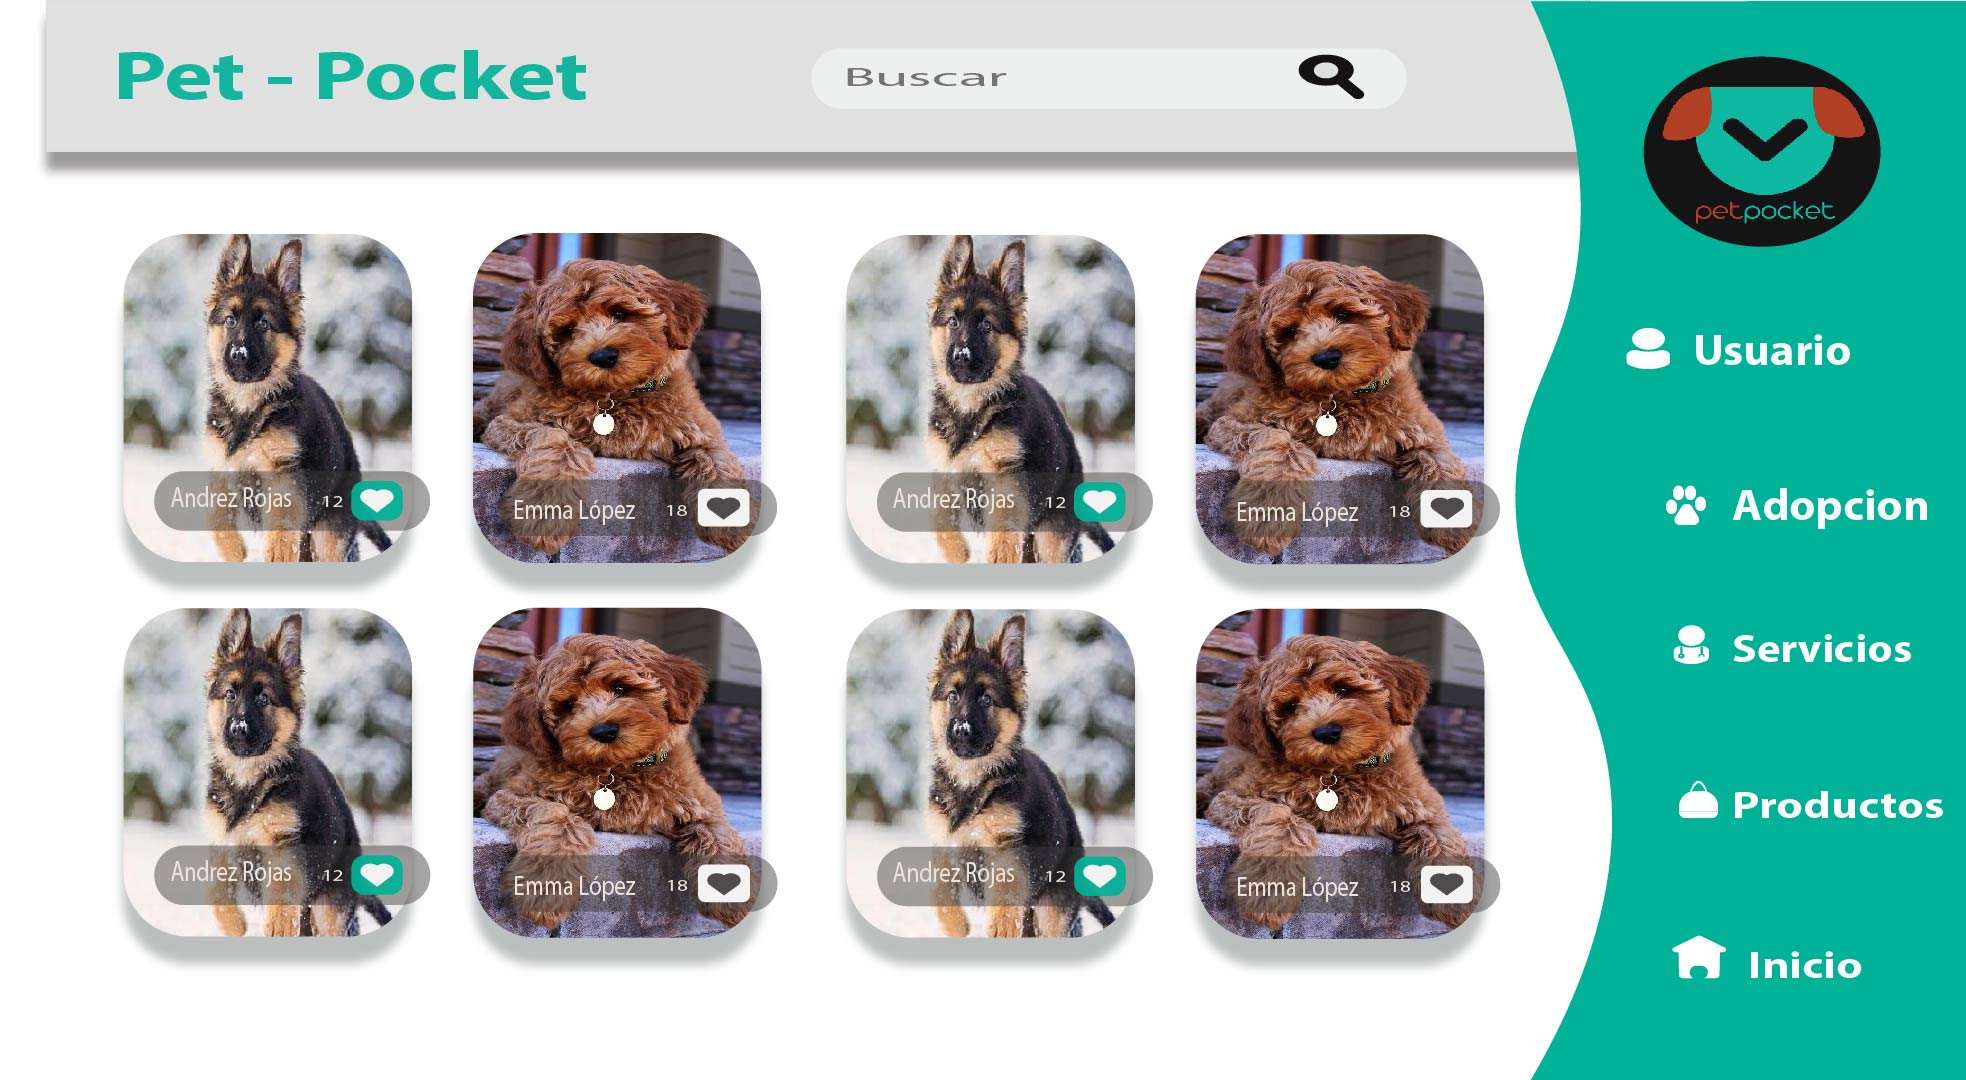 Pet - Pocket
Buscar
petpocket
Andrez Rojas 12
Emma López 18
Andrez Rojas 12
Emma López 18
Andrez Rojas 12
Emma López 18
Andrez Rojas 12
Emma López 18
Usuario
Adopcion
Servicios
Productos
Inicio